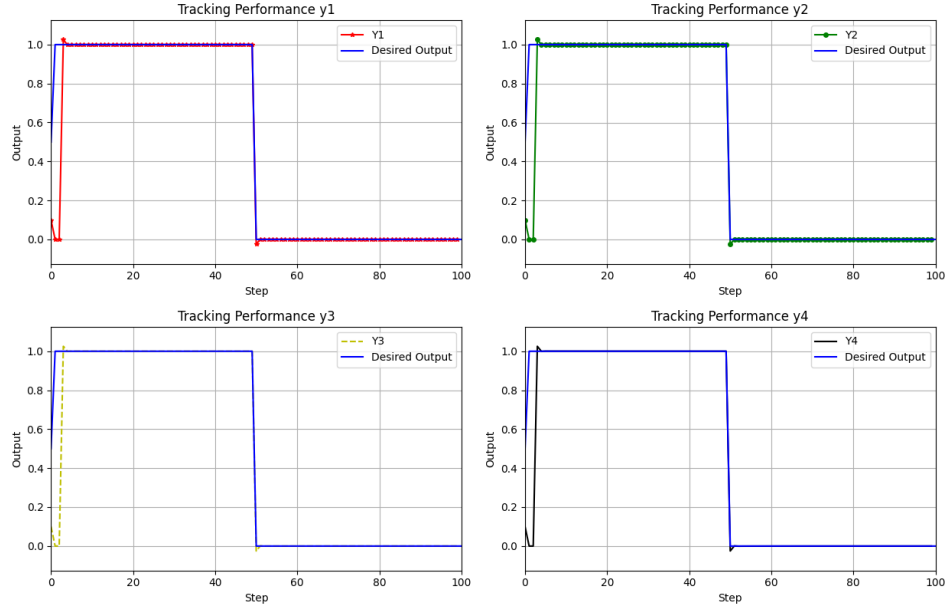 Tracking Performance y1
Y1
Desired Output
1.0
0.8
0.6
0.4
0.2
0.0
Output
0 20 40 60 80 100
Step
Tracking Performance y2
Y2
Desired Output
1.0
0.8
0.6
0.4
0.2
0.0
Output
0 20 40 60 80 100
Step
Tracking Performance y3
Y3
Desired Output
1.0
0.8
0.6
0.4
0.2
0.0
Output
0 20 40 60 80 100
Step
Tracking Performance y4
Y4
Desired Output
1.0
0.8
0.6
0.4
0.2
0.0
Output
0 20 40 60 80 100
Step